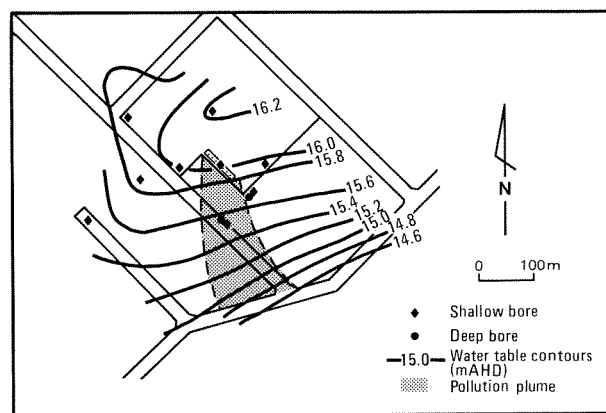 16.2
16.0
15.8
15.6
15.4
15.2
15.0
14.8
14.6
N
0 100m
Shallow bore
Deep bore
15.0 Water table contours
(mAHD)
Pollution plume